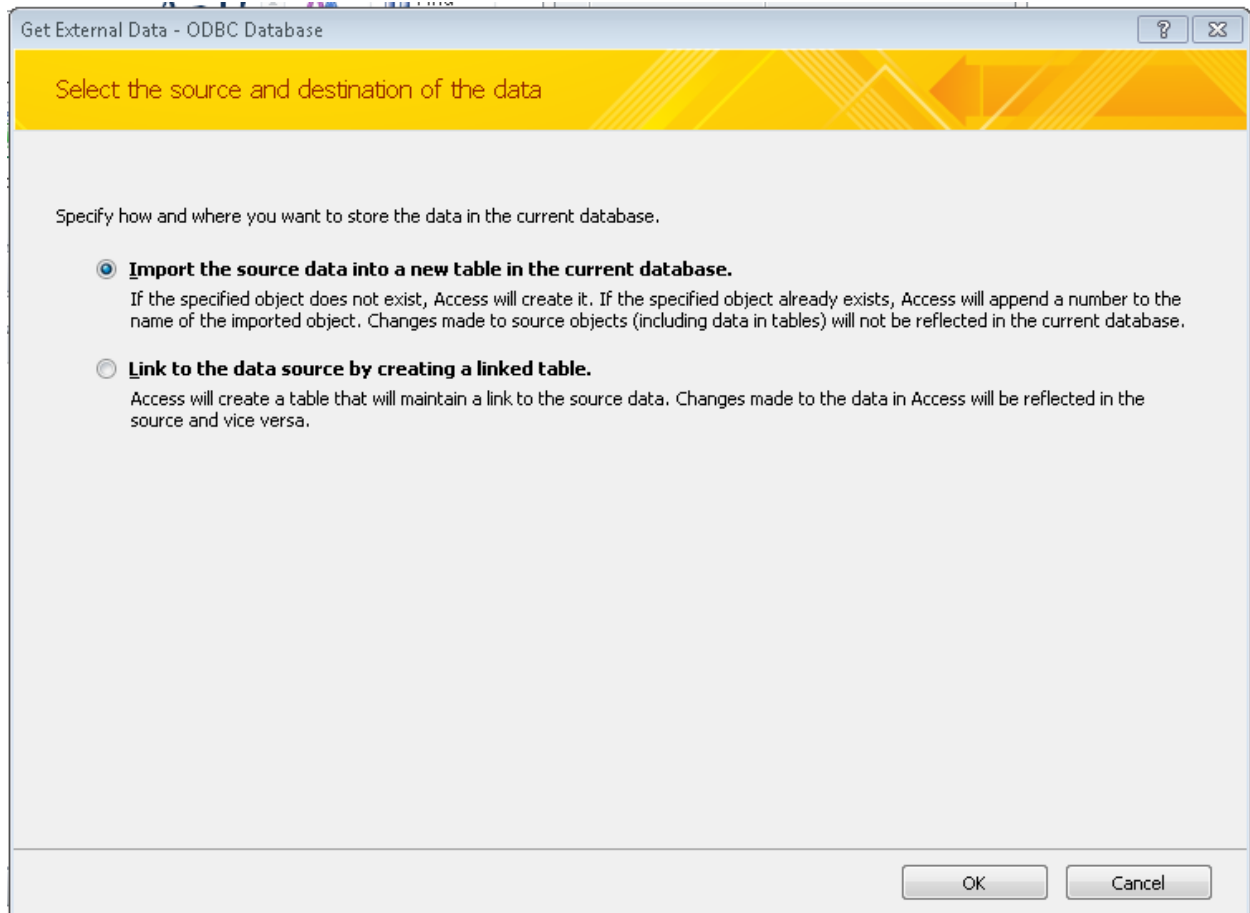 Get External Data - ODBC Database
Select the source and destination of the data
Specify how and where you want to store the data in the current database.
Import the source data into a new table in the current database.
If the specified object does not exist, Access will create it. If the specified object already exists, Access will append a number to the
name of the imported object. Changes made to source objects (including data in tables) will not be reflected in the current database.
Link to the data source by creating a linked table.
Access will create a table that will maintain a link to the source data. Changes made to the data in Access will be reflected in the
source and vice versa.
OK
Cancel